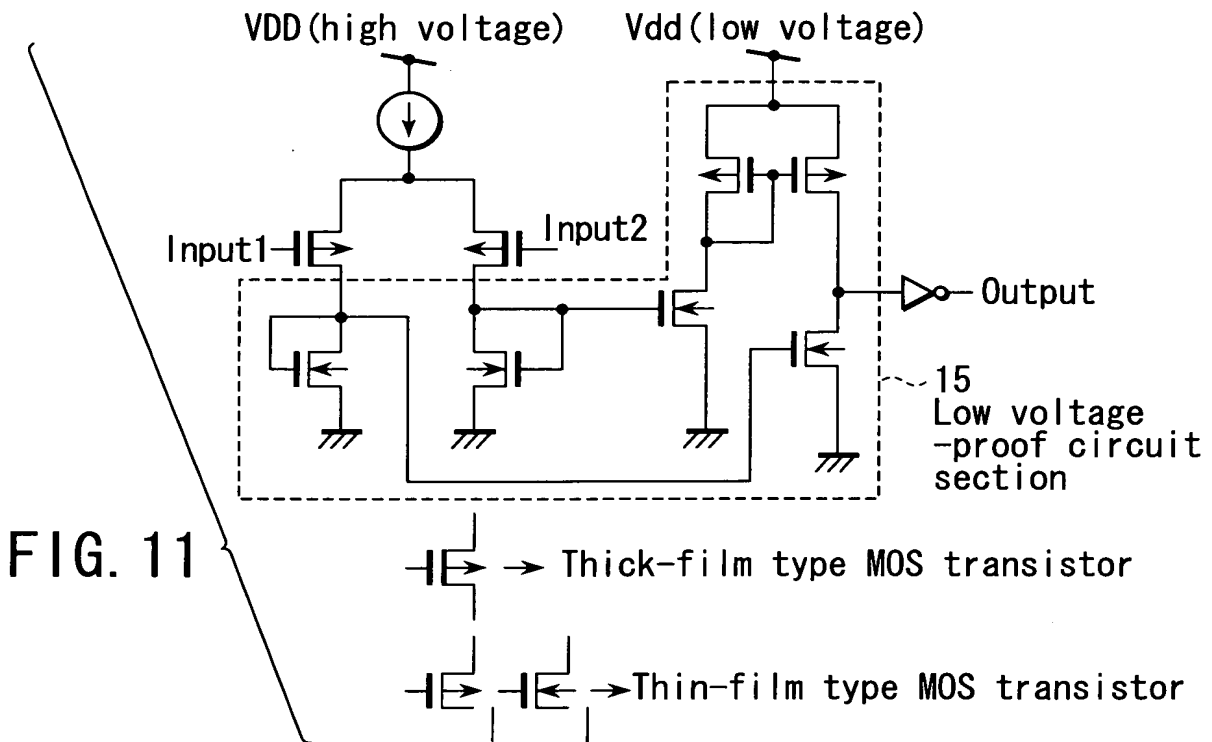 VDD(high voltage)
Vdd(low voltage)
Input1
Input2
Output
15
Low voltage
-proof circuit
section
FIG. 11
Thick-film type MOS transistor
Thin-film type MOS transistor